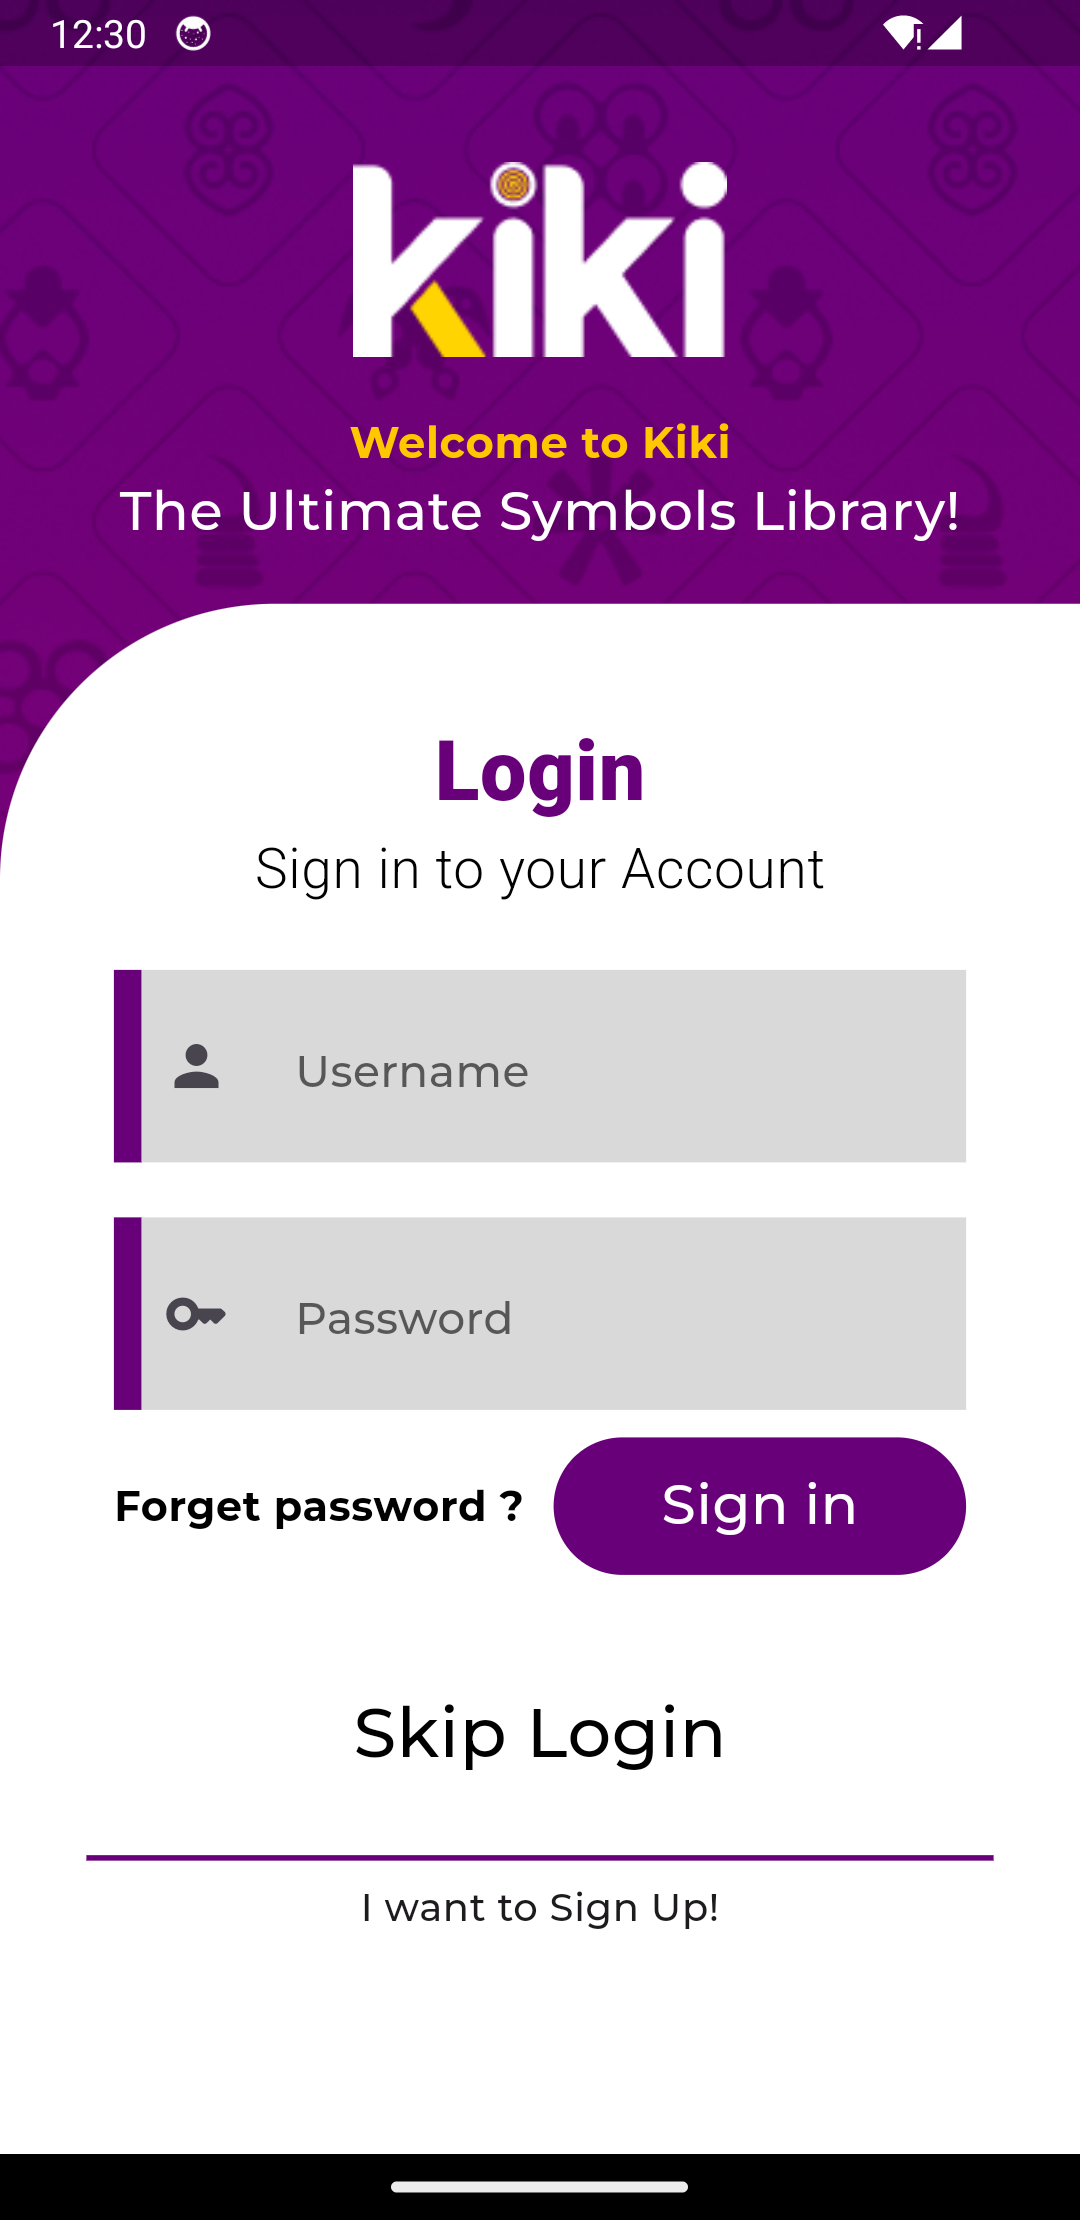 12:30
kiki
Welcome to Kiki
The Ultimate Symbols Library!
Login
Sign in to your Account
Username
Password
Forget password ?
Sign in
Skip Login
I want to Sign Up!